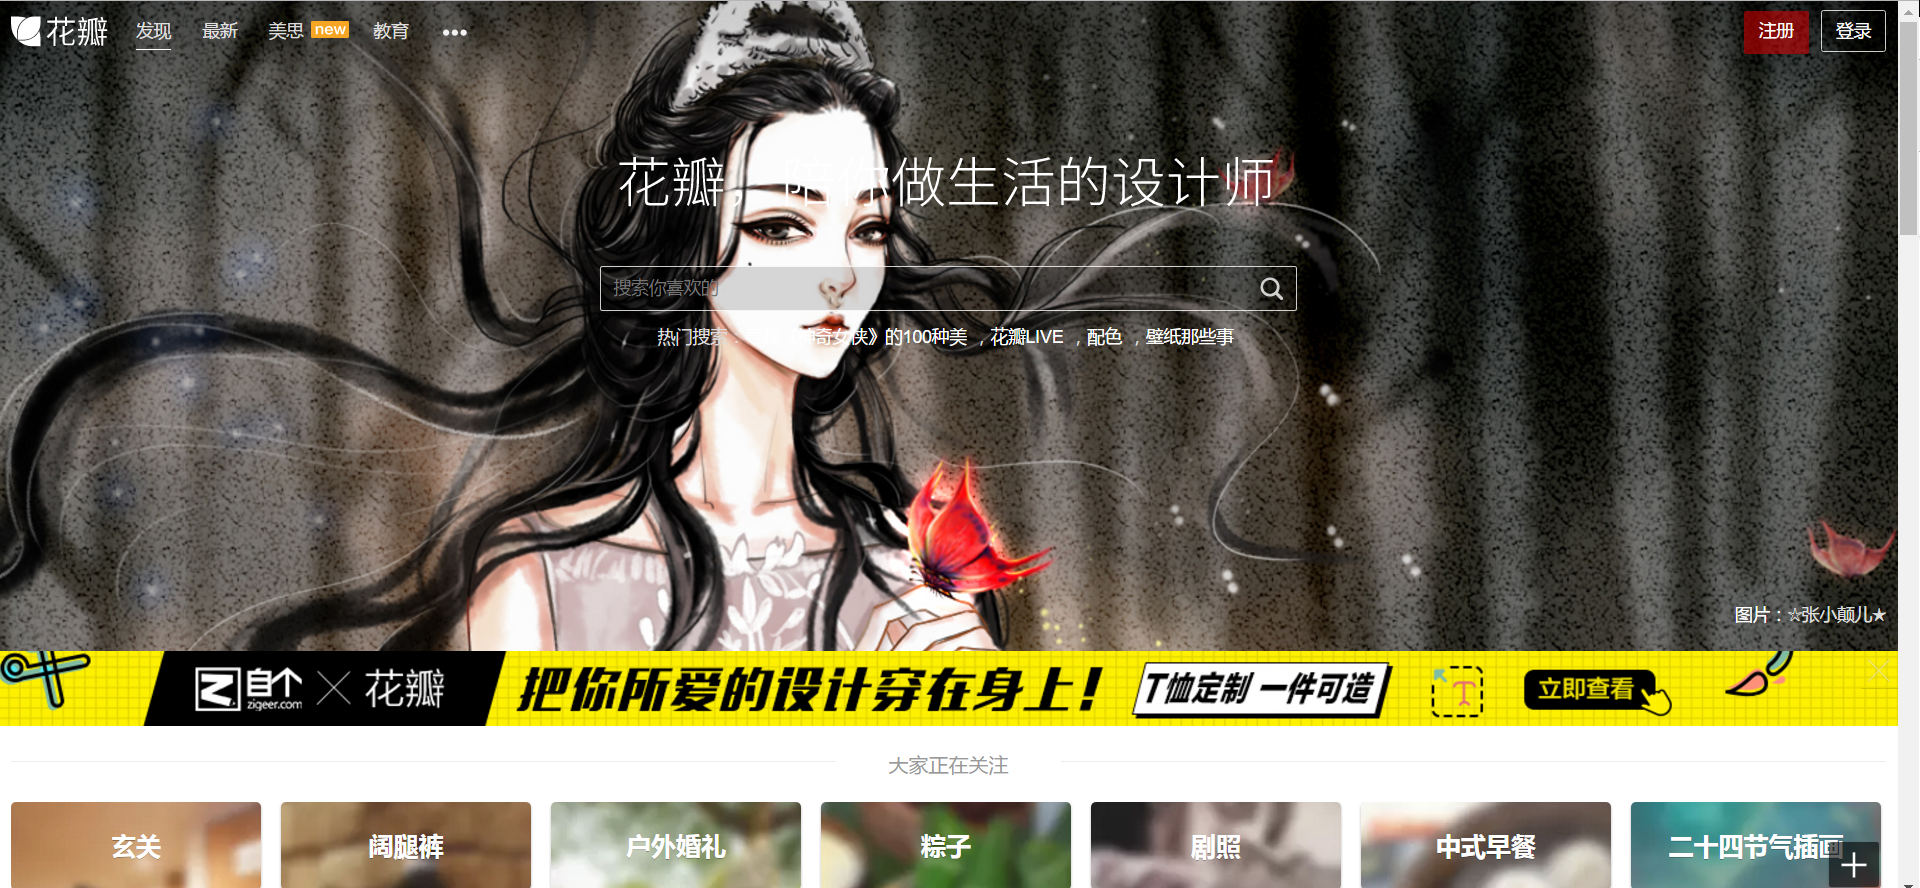 花瓣 发现 最新 美思 new 教育 ••• 注册 登录
花瓣，陪你做生活的设计师
搜索你喜欢的
热门搜索： 奇女侠》的100种美 ，花瓣LIVE ，配色 ，壁纸那些事
图片：☆张小颠儿★
自个 zigeer.com × 花瓣 把你所爱的设计穿在身上！ T恤定制 一件可造 T 立即查看
大家正在关注
玄关 阔腿裤 户外婚礼 粽子 剧照 中式早餐 二十四节气插画